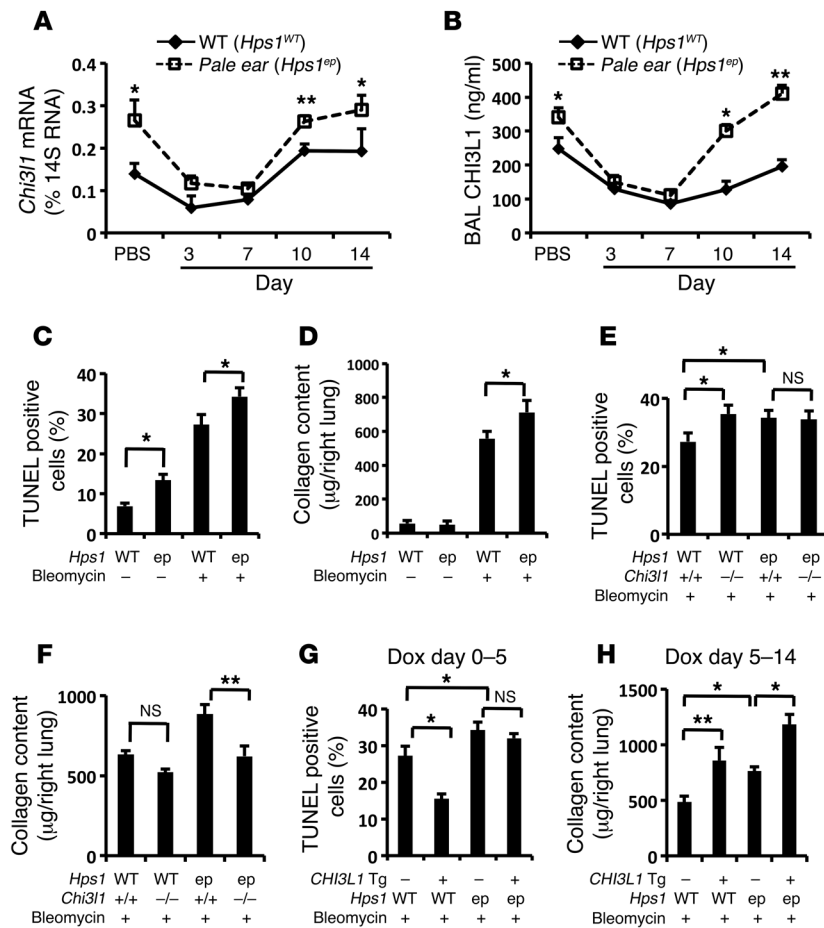 A
WT (Hps1WT)
Pale ear (Hps1ep)
Chi3l1 mRNA
(% 14S RNA)
0.4
0.3
0.2
0.1
0
* ** *
PBS 3 7 10 14
Day
B
WT (Hps1WT)
Pale ear (Hps1ep)
BAL CHI3L1 (ng/ml)
500
400
300
200
100
0
* * **
PBS 3 7 10 14
Day
C
TUNEL positive
cells (%)
40
30
20
10
0
* *
Hps1 WT ep WT ep
Bleomycin – – + +
D
Collagen content
(μg/right lung)
1000
800
600
400
200
0
*
Hps1 WT ep WT ep
Bleomycin – – + +
E
TUNEL positive
cells (%)
40
20
0
*
* NS
Hps1 WT WT ep ep
Chi3l1 +/+ –/– +/+ –/–
Bleomycin + + + +
F
Collagen content
(μg/right lung)
1000
500
0
NS **
Hps1 WT WT ep ep
Chi3l1 +/+ –/– +/+ –/–
Bleomycin + + + +
G
Dox day 0–5
TUNEL positive
cells (%)
40
30
20
10
0
*
* NS
CHI3L1 Tg – + – +
Hps1 WT WT ep ep
Bleomycin + + + +
H
Dox day 5–14
Collagen content
(μg/right lung)
1500
1000
500
0
* *
**
CHI3L1 Tg – + – +
Hps1 WT WT ep ep
Bleomycin + + + +